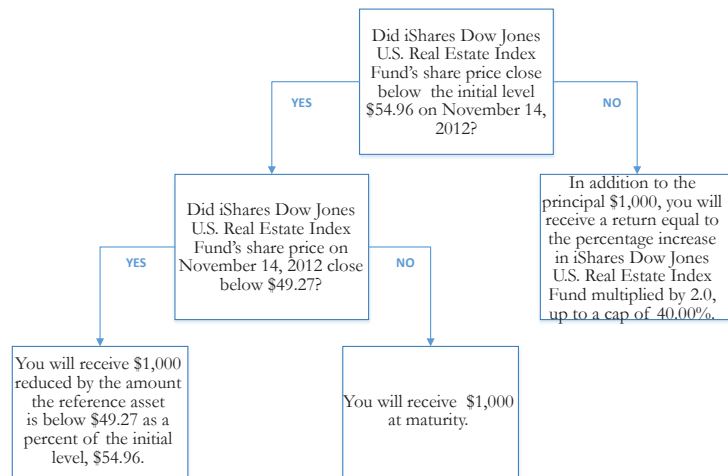 Did iShares Dow Jones
U.S. Real Estate Index
Fund's share price close
below the initial level
$54.96 on November 14,
2012?
YES
NO
Did iShares Dow Jones
U.S. Real Estate Index
Fund's share price on
November 14, 2012 close
below $49.27?
In addition to the
principal $1,000, you will
receive a return equal to
the percentage increase
in iShares Dow Jones
U.S. Real Estate Index
Fund multiplied by 2.0,
up to a cap of 40.00%.
YES
NO
You will receive $1,000
reduced by the amount
the reference asset
is below $49.27 as a
percent of the initial
level, $54.96.
You will receive $1,000
at maturity.